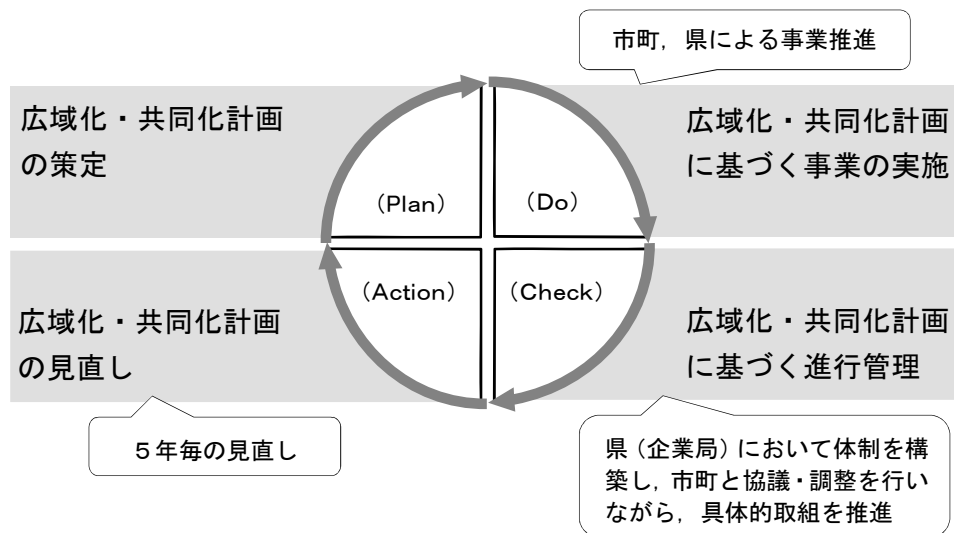 市町，県による事業推進
広域化・共同化計画
の策定
広域化・共同化計画
に基づく事業の実施
（Plan）
（Do）
（Action）
（Check）
広域化・共同化計画
の見直し
広域化・共同化計画
に基づく進行管理
５年毎の見直し
県（企業局）において体制を構
築し，市町と協議・調整を行い
ながら，具体的取組を推進